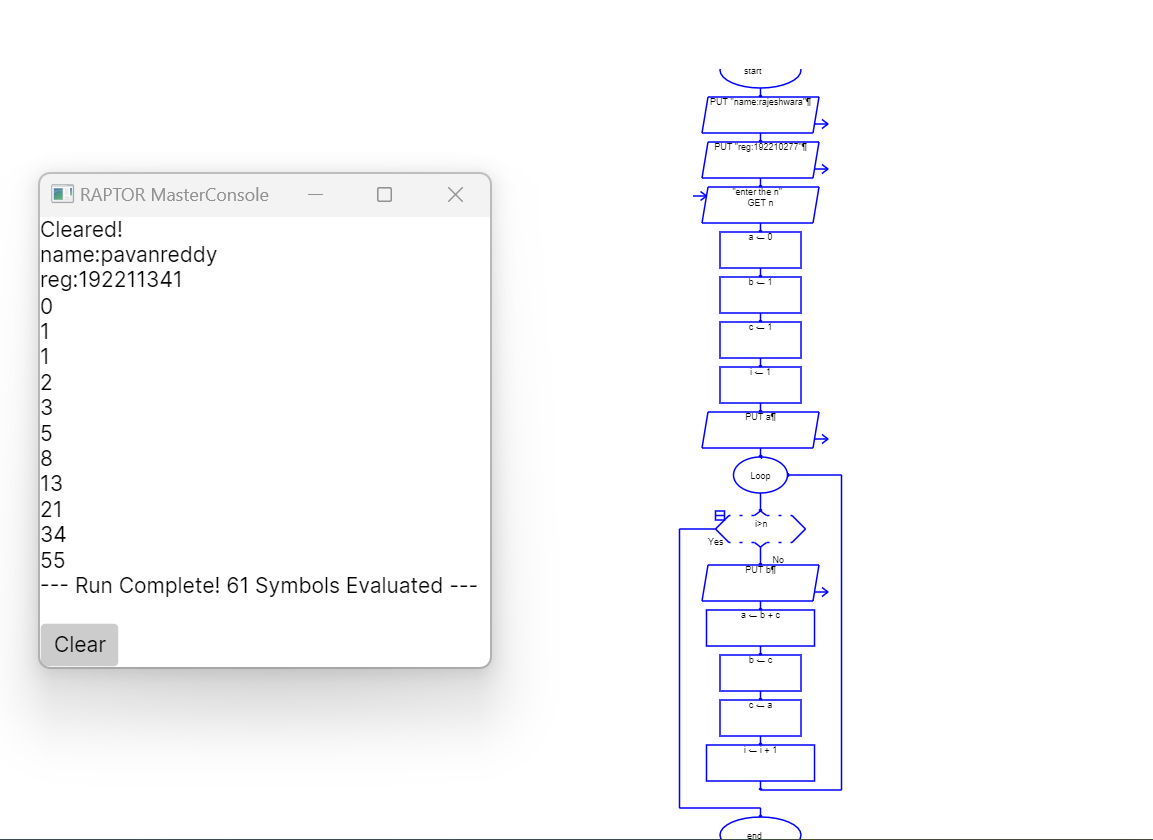 RAPTOR MasterConsole
Cleared!
name:pavanreddy
reg:192211341
0
1
1
2
3
5
8
13
21
34
55
--- Run Complete! 61 Symbols Evaluated ---
Clear
start
PUT "name:rajeshwara"¶
PUT "reg:192210277"¶
"enter the n"
GET n
a ← 0
b ← 1
c ← 1
i ← 1
PUT a¶
Loop
i>n
Yes
No
PUT b¶
a ← b + c
b ← c
c ← a
i ← i + 1
end